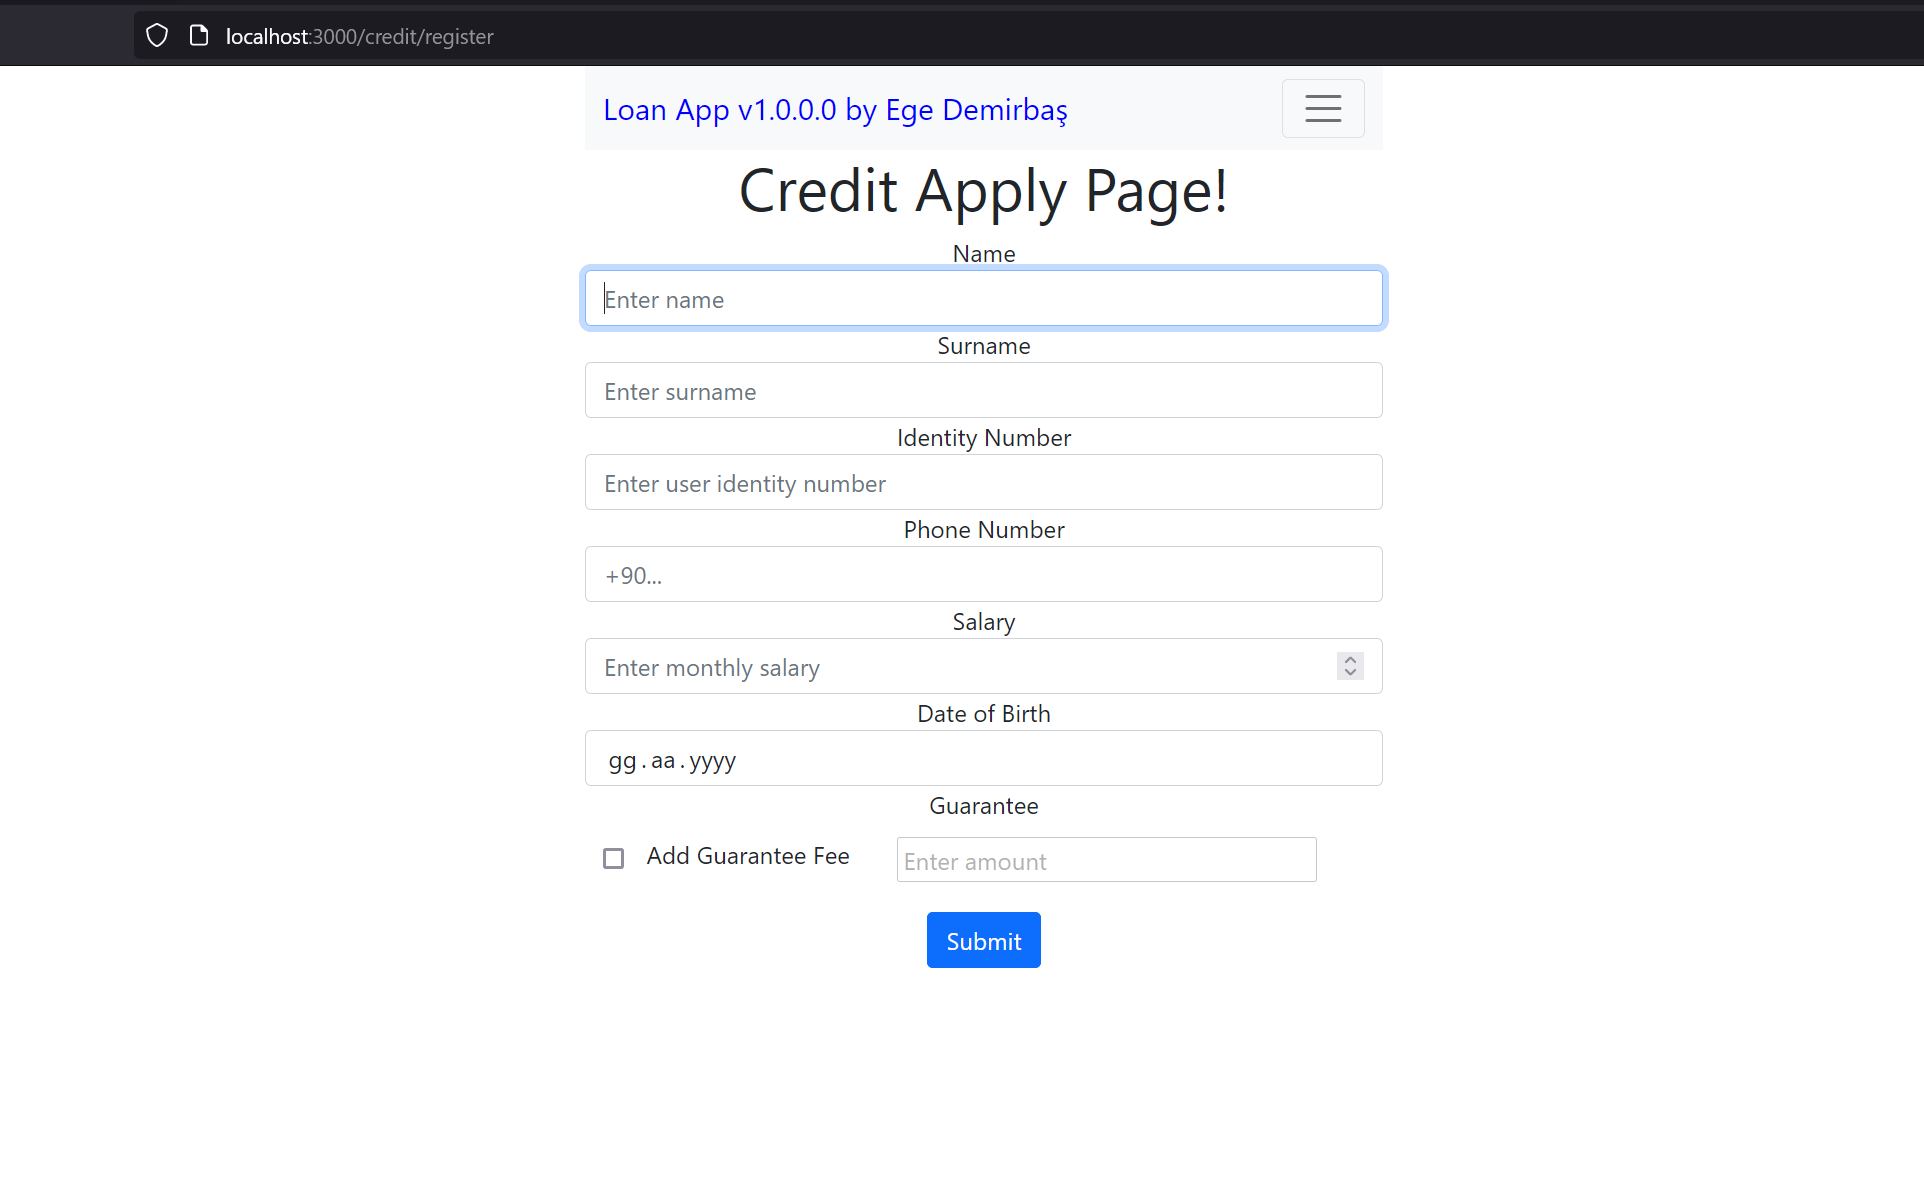 localhost:3000/credit/register
Loan App v1.0.0.0 by Ege Demirbaş
Credit Apply Page!
Name
Enter name
Surname
Enter surname
Identity Number
Enter user identity number
Phone Number
+90...
Salary
Enter monthly salary
Date of Birth
gg.aa.yyyy
Guarantee
Add Guarantee Fee Enter amount
Submit